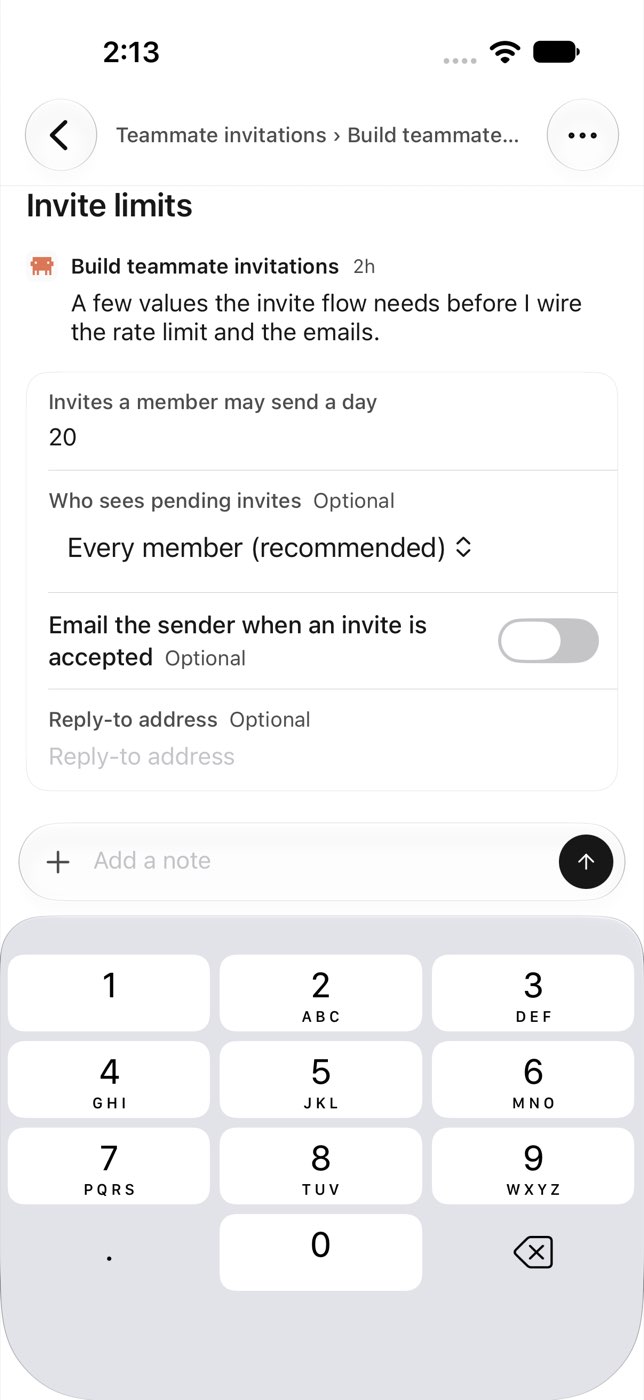 2:13
Teammate invitations › Build teammate...
Invite limits
Build teammate invitations 2h
A few values the invite flow needs before I wire
the rate limit and the emails.
Invites a member may send a day
20
Who sees pending invites Optional
Every member (recommended)
Email the sender when an invite is
accepted Optional
Reply-to address Optional
Reply-to address
Add a note
1
2
ABC
3
DEF
4
GHI
5
JKL
6
MNO
7
PQRS
8
TUV
9
WXYZ
.
0